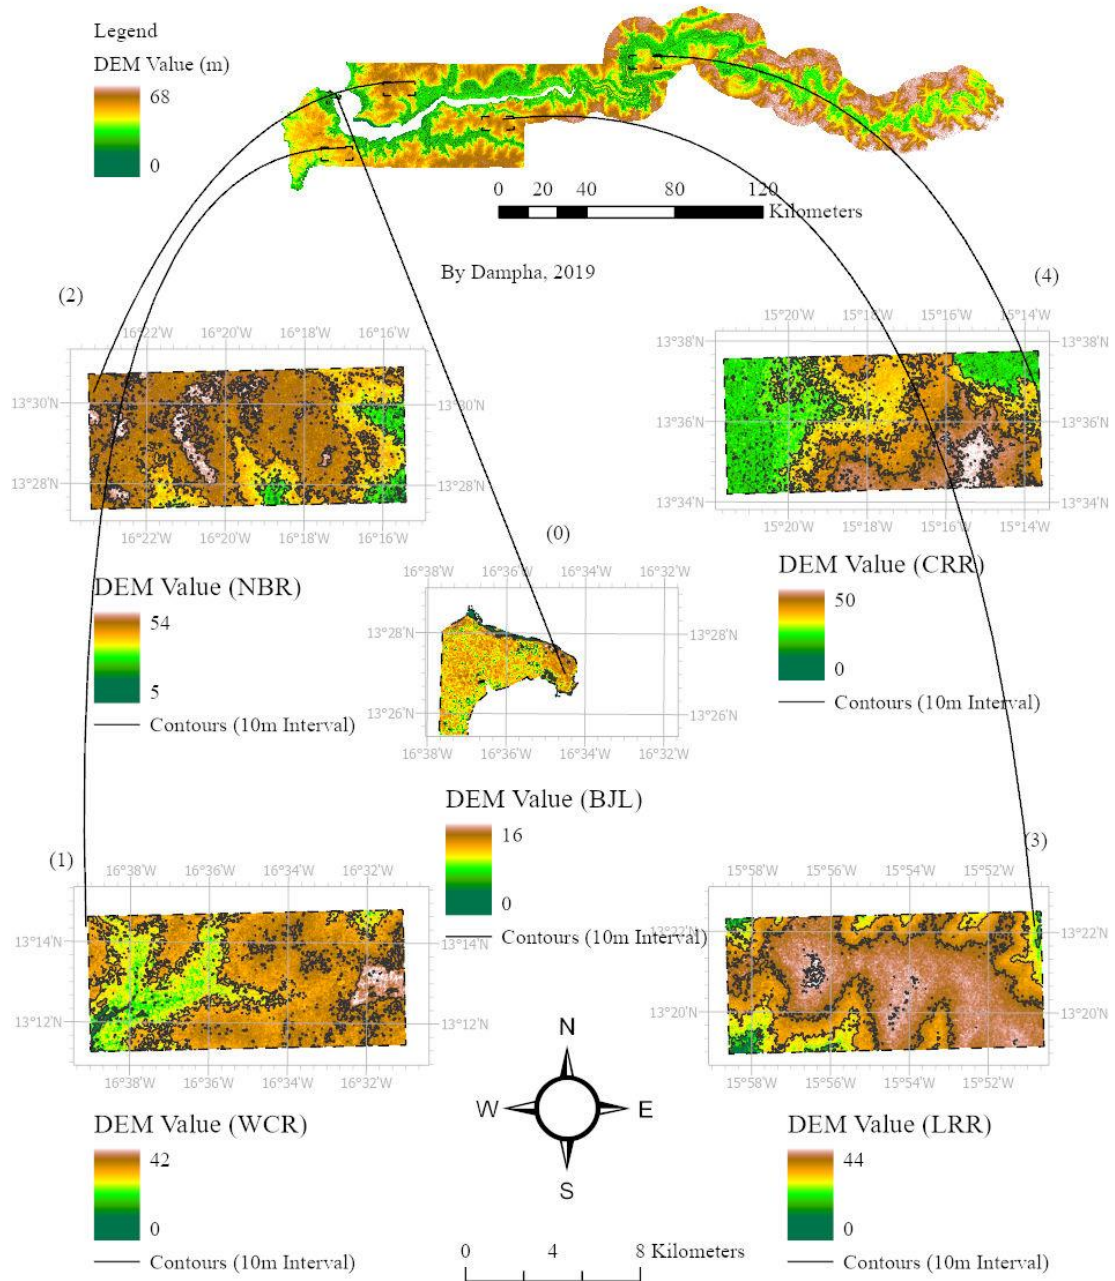 Legend
DEM Value (m)
68
0
0 20 40 80 120
Kilometers
By Dampha, 2019
(2)
16°22'W 16°20'W 16°18'W 16°16'W
13°30'N 13°30'N
13°28'N 13°28'N
16°22'W 16°20'W 16°18'W 16°16'W
DEM Value (NBR)
54
5
Contours (10m Interval)
(4)
15°20'W 15°18'W 15°16'W 15°14'W
13°38'N 13°38'N
13°36'N 13°36'N
13°34'N 13°34'N
15°20'W 15°18'W 15°16'W 15°14'W
DEM Value (CRR)
50
0
Contours (10m Interval)
(0)
16°38'W 16°36'W 16°34'W 16°32'W
13°28'N 13°28'N
13°26'N 13°26'N
16°38'W 16°36'W 16°34'W 16°32'W
DEM Value (BJL)
16
0
Contours (10m Interval)
(1)
16°38'W 16°36'W 16°34'W 16°32'W
13°14'N 13°14'N
13°12'N 13°12'N
16°38'W 16°36'W 16°34'W 16°32'W
DEM Value (WCR)
42
0
Contours (10m Interval)
(3)
15°58'W 15°56'W 15°54'W 15°52'W
13°22'N 13°22'N
13°20'N 13°20'N
15°58'W 15°56'W 15°54'W 15°52'W
DEM Value (LRR)
44
0
Contours (10m Interval)
N
W E
S
0 4 8 Kilometers